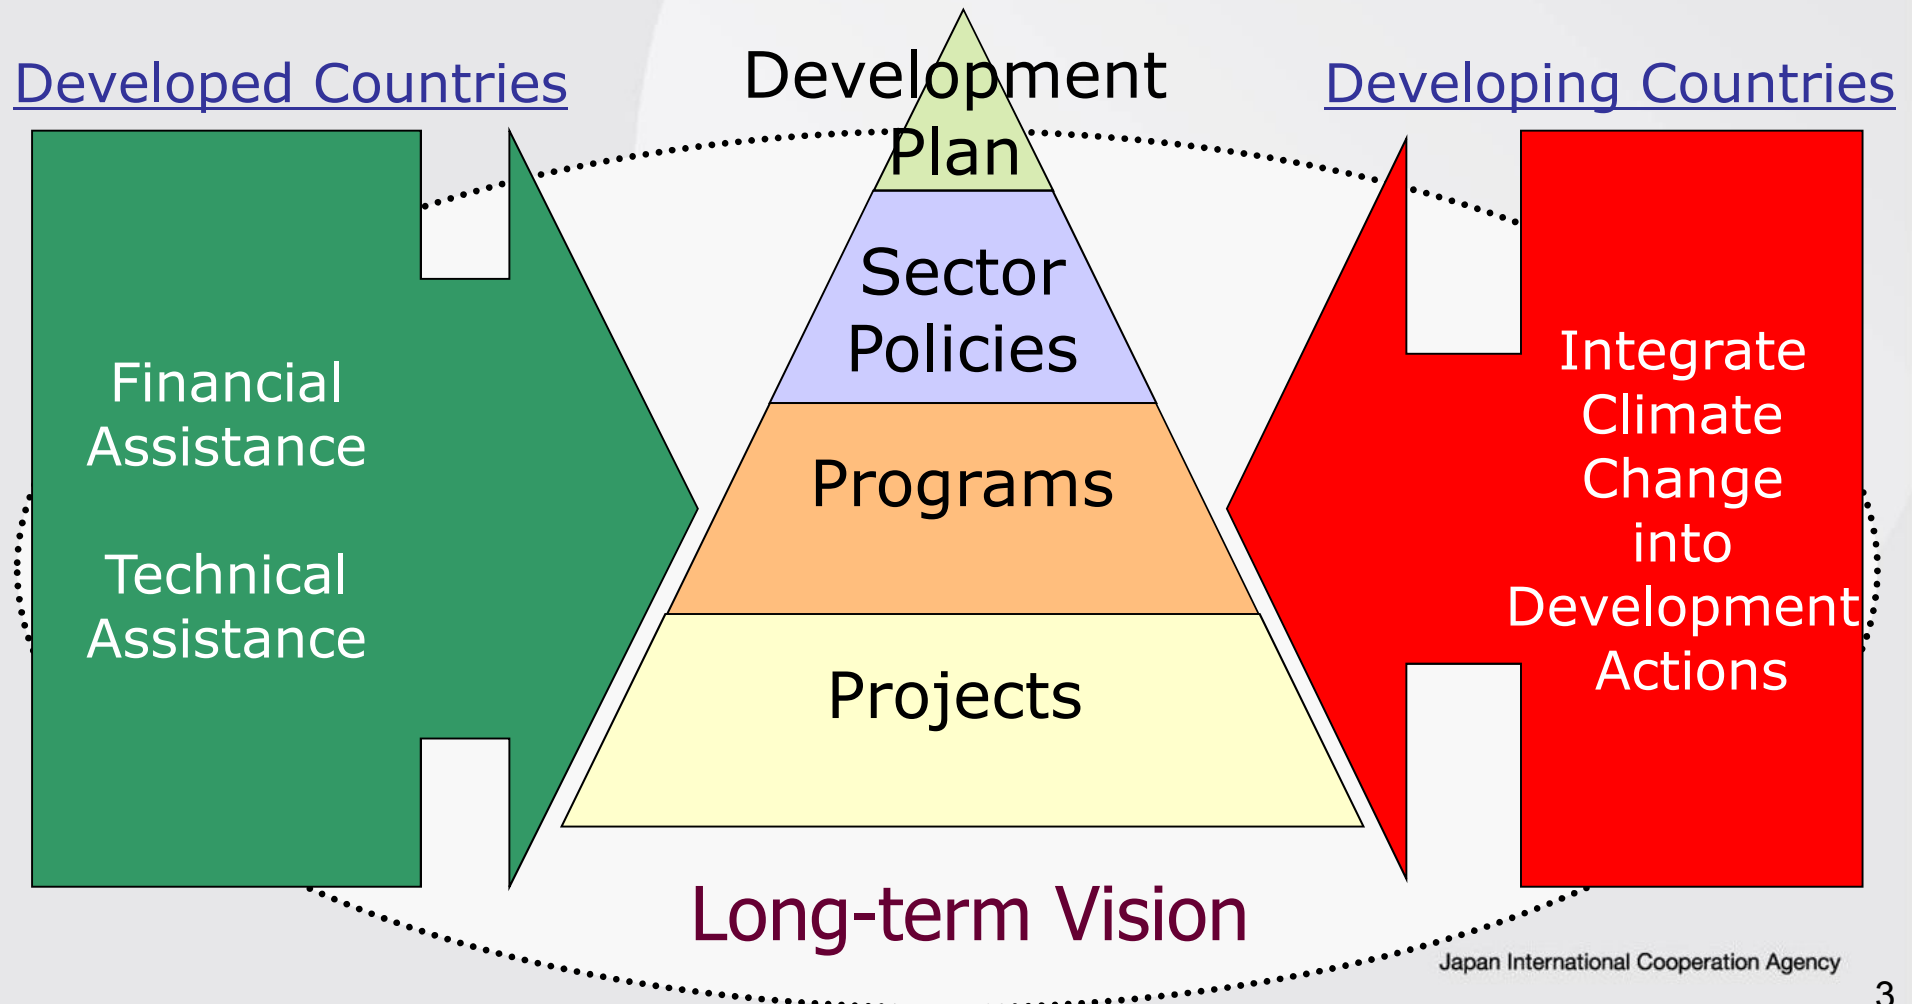 Developed Countries
Development
Plan
Developing Countries
Financial
Assistance
Technical
Assistance
Sector
Policies
Programs
Projects
Integrate
Climate
Change
into
Development
Actions
Long-term Vision
Japan International Cooperation Agency
3